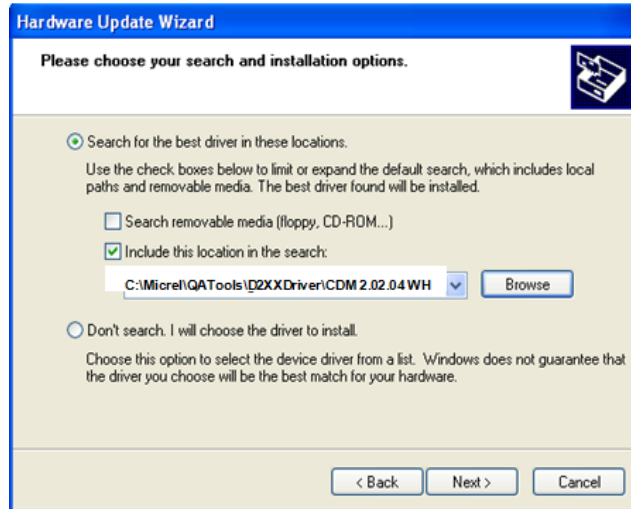 Hardware Update Wizard
Please choose your search and installation options.
Search for the best driver in these locations.
Use the check boxes below to limit or expand the default search, which includes local
paths and removable media. The best driver found will be installed.
Search removable media (floppy, CD-ROM...)
Include this location in the search:
C:\Micrel\QATools\D2XXDriver\CDM 2.02.04 WH
Browse
Don't search. I will choose the driver to install.
Choose this option to select the device driver from a list. Windows does not guarantee that
the driver you choose will be the best match for your hardware.
< Back Next > Cancel